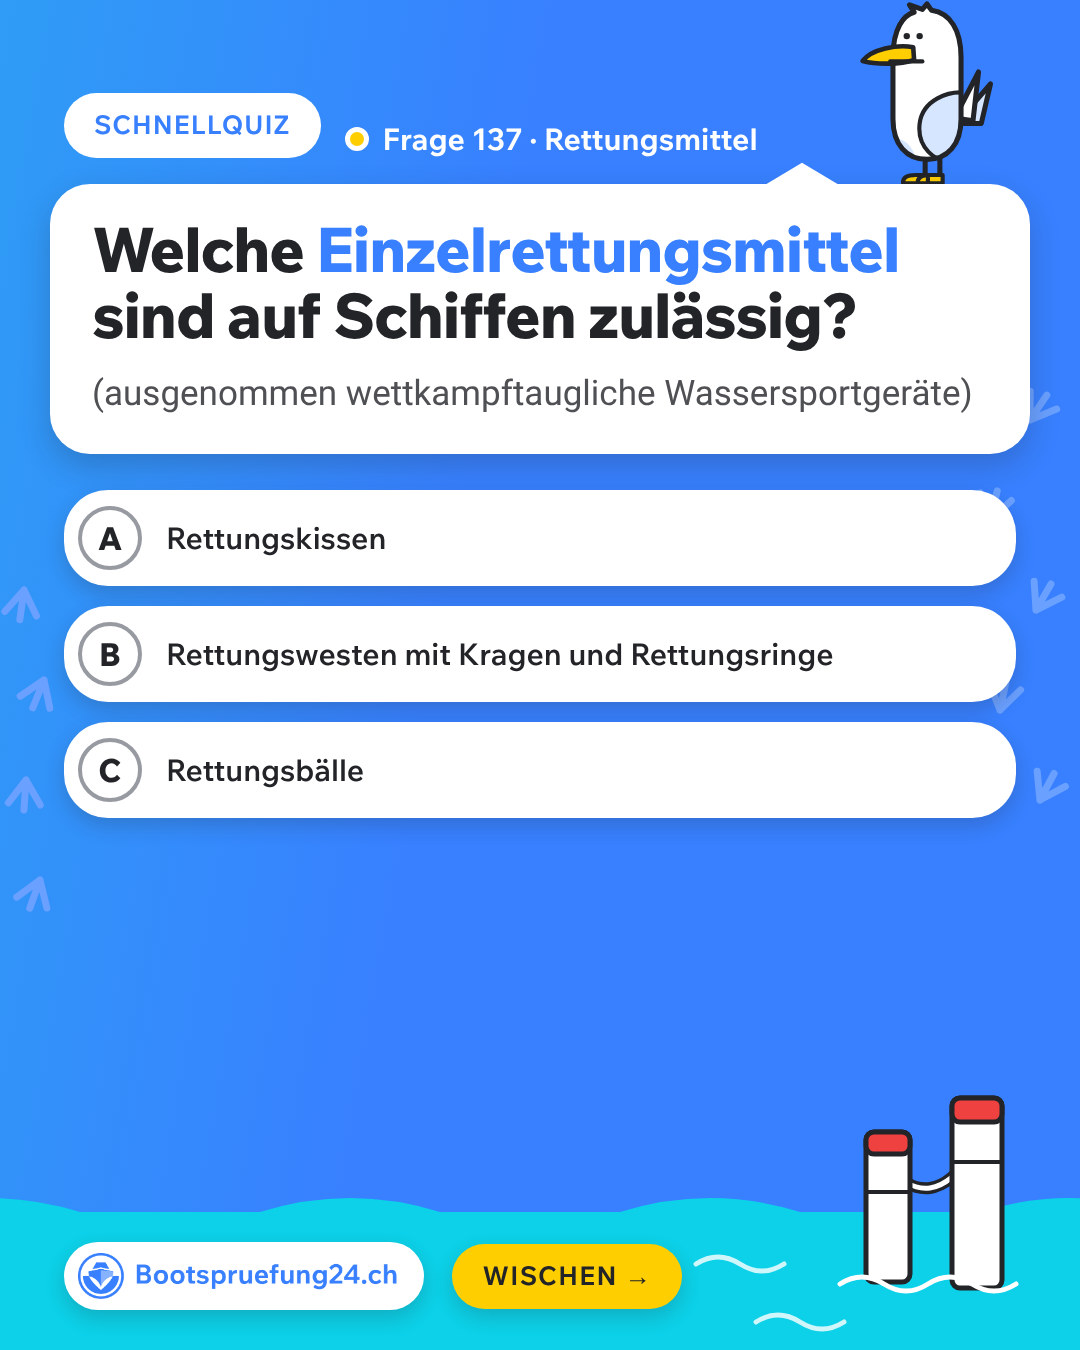 SCHNELLQUIZ
Frage 137 · Rettungsmittel
Welche Einzelrettungsmittel
sind auf Schiffen zulässig?
(ausgenommen wettkampftaugliche Wassersportgeräte)
A Rettungskissen
B Rettungswesten mit Kragen und Rettungsringe
C Rettungsbälle
Bootspruefung24.ch
WISCHEN →